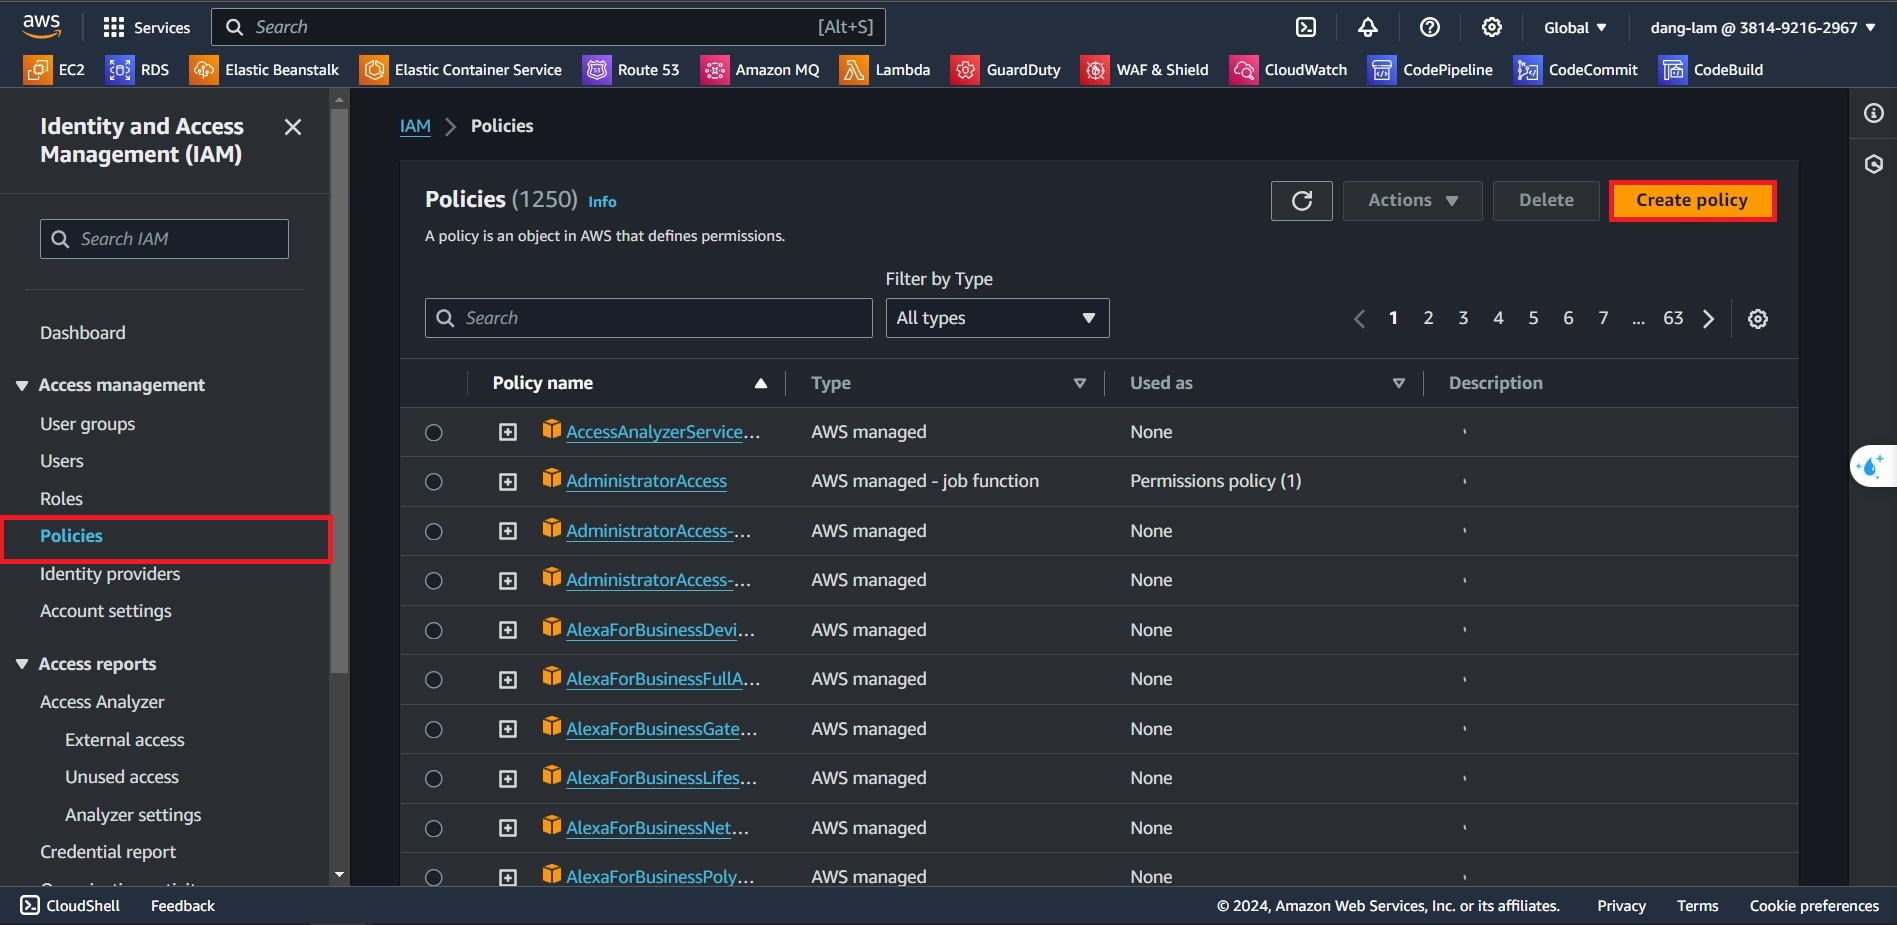 aws
Services
Search
[Alt+S]
Global
dang-lam @ 3814-9216-2967
EC2
RDS
Elastic Beanstalk
Elastic Container Service
Route 53
Amazon MQ
Lambda
GuardDuty
WAF & Shield
CloudWatch
CodePipeline
CodeCommit
CodeBuild
Identity and Access
Management (IAM)
Search IAM
Dashboard
Access management
User groups
Users
Roles
Policies
Identity providers
Account settings
Access reports
Access Analyzer
External access
Unused access
Analyzer settings
Credential report
IAM > Policies
Policies (1250) Info
A policy is an object in AWS that defines permissions.
Actions
Delete
Create policy
Filter by Type
Search
All types
1 2 3 4 5 6 7 ... 63
Policy name Type Used as Description
AccessAnalyzerService... AWS managed None -
AdministratorAccess AWS managed - job function Permissions policy (1) -
AdministratorAccess-... AWS managed None -
AdministratorAccess-... AWS managed None -
AlexaForBusinessDevi... AWS managed None -
AlexaForBusinessFullA... AWS managed None -
AlexaForBusinessGate... AWS managed None -
AlexaForBusinessLifes... AWS managed None -
AlexaForBusinessNet... AWS managed None -
AlexaForBusinessPoly... AWS managed None -
CloudShell
Feedback
© 2024, Amazon Web Services, Inc. or its affiliates.
Privacy
Terms
Cookie preferences